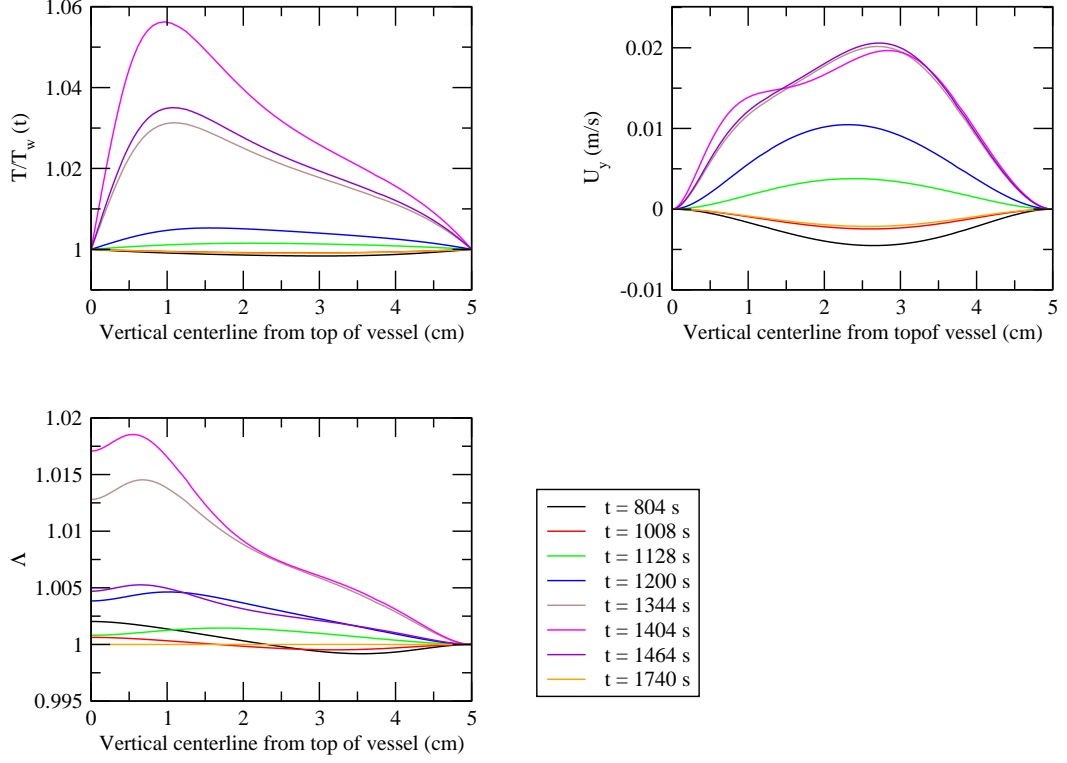 1.06
1.04
1.02
1
T/T_w (t)
0 1 2 3 4 5
Vertical centerline from top of vessel (cm)
0.02
0.01
0
-0.01
U_y (m/s)
0 1 2 3 4 5
Vertical centerline from topof vessel (cm)
1.02
1.015
1.01
1.005
1
0.995
Λ
0 1 2 3 4 5
Vertical centerline from top of vessel (cm)
t = 804 s
t = 1008 s
t = 1128 s
t = 1200 s
t = 1344 s
t = 1404 s
t = 1464 s
t = 1740 s